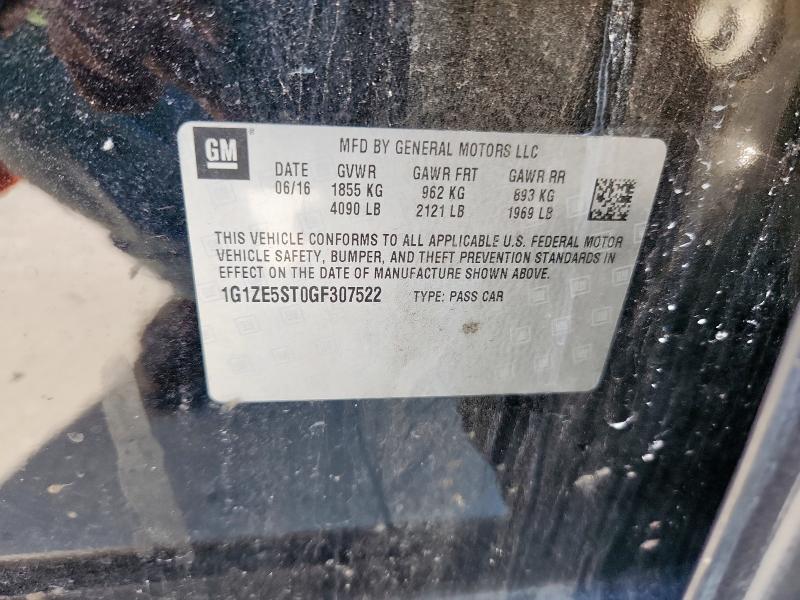 GM ® MFD BY GENERAL MOTORS LLC
DATE GVWR GAWR FRT GAWR RR
06/16 1855 KG 962 KG 893 KG
4090 LB 2121 LB 1969 LB
THIS VEHICLE CONFORMS TO ALL APPLICABLE U.S. FEDERAL MOTOR
VEHICLE SAFETY, BUMPER, AND THEFT PREVENTION STANDARDS IN
EFFECT ON THE DATE OF MANUFACTURE SHOWN ABOVE.
1G1ZE5ST0GF307522 TYPE: PASS CAR